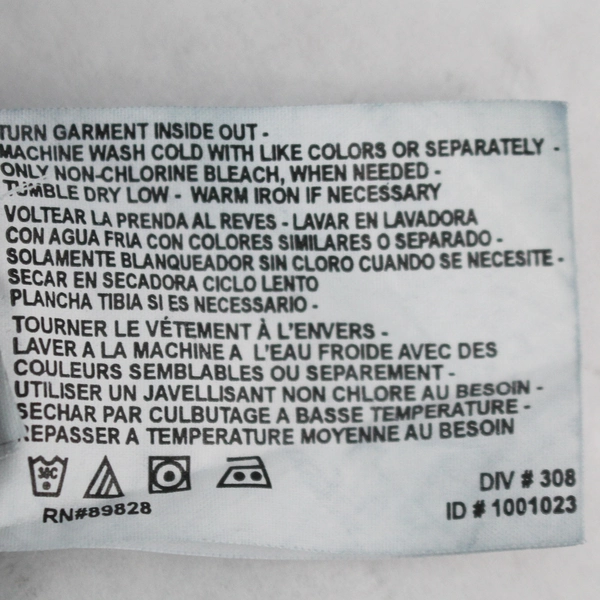 TURN GARMENT INSIDE OUT -
MACHINE WASH COLD WITH LIKE COLORS OR SEPARATELY -
ONLY NON-CHLORINE BLEACH, WHEN NEEDED -
TUMBLE DRY LOW - WARM IRON IF NECESSARY
VOLTEAR LA PRENDA AL REVES - LAVAR EN LAVADORA
CON AGUA FRIA CON COLORES SIMILARES O SEPARADO -
SOLAMENTE BLANQUEADOR SIN CLORO CUANDO SE NECESITE -
SECAR EN SECADORA CICLO LENTO
PLANCHA TIBIA SI ES NECESSARIO -
TOURNER LE VÉTEMENT À L'ENVERS -
LAVER A LA MACHINE A L'EAU FROIDE AVEC DES
COULEURS SEMBLABLES OU SEPAREMENT -
UTILISER UN JAVELLISANT NON CHLORE AU BESOIN -
SECHAR PAR CULBUTAGE A BASSE TEMPERATURE -
REPASSER A TEMPERATURE MOYENNE AU BESOIN
30C
RN#89828
DIV # 308
ID # 1001023